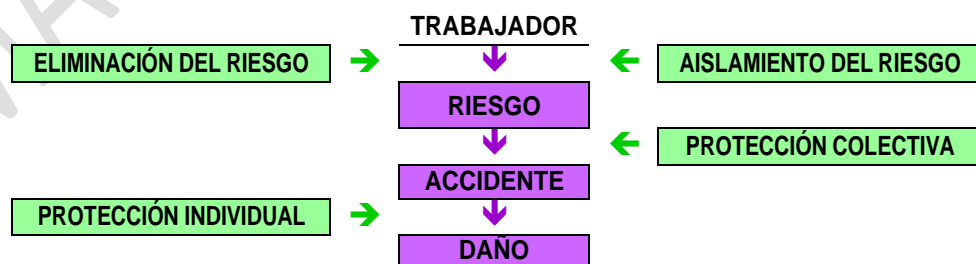 TRABAJADOR
ELIMINACIÓN DEL RIESGO
AISLAMIENTO DEL RIESGO
RIESGO
PROTECCIÓN COLECTIVA
ACCIDENTE
PROTECCIÓN INDIVIDUAL
DAÑO